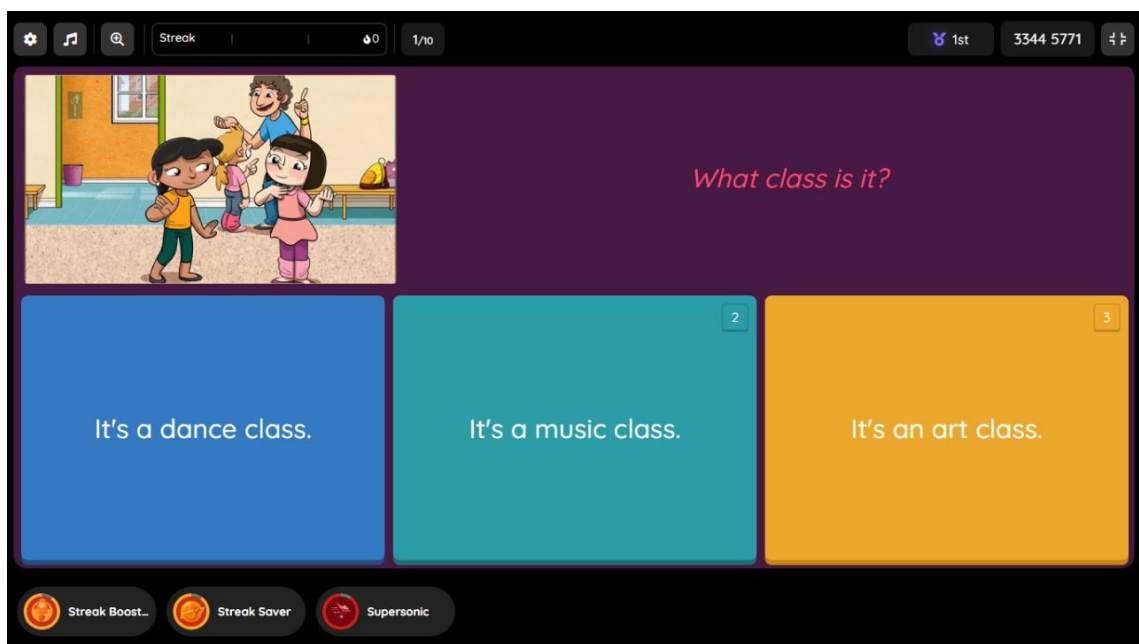 Streak
0
1/10
1st
3344 5771
What class is it?
It's a dance class.
2
It's a music class.
3
It's an art class.
Streak Boost...
Streak Saver
Supersonic